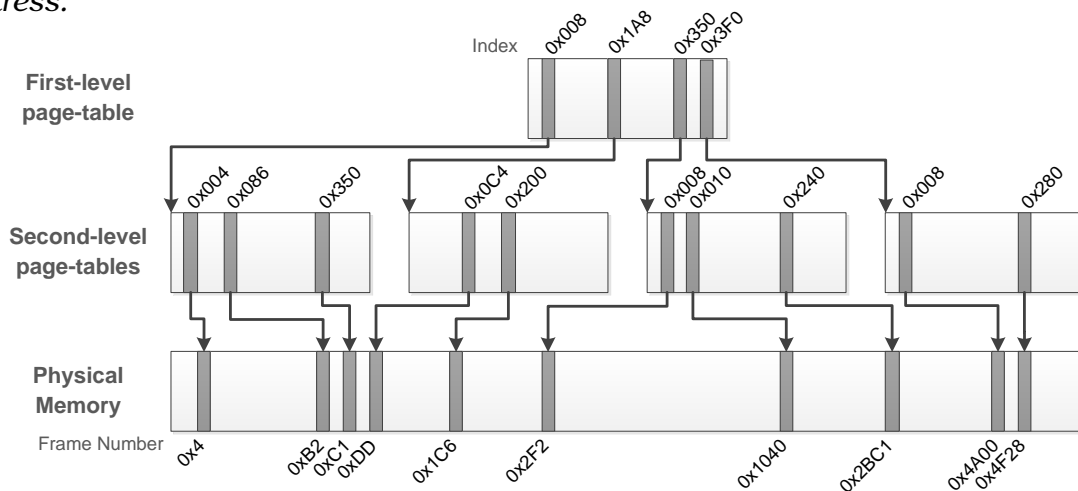 ress:
Index 0x008 0x1A8 0x350 0x3F0
First-level
page-table
0x004 0x086 0x350 0x0C4 0x200 0x008 0x010 0x240 0x008 0x280
Second-level
page-tables
Physical
Memory
Frame Number 0x4 0xB2 0xC1 0xDD 0x1C6 0x2F2 0x1040 0x2BC1 0x4A00 0x4F28